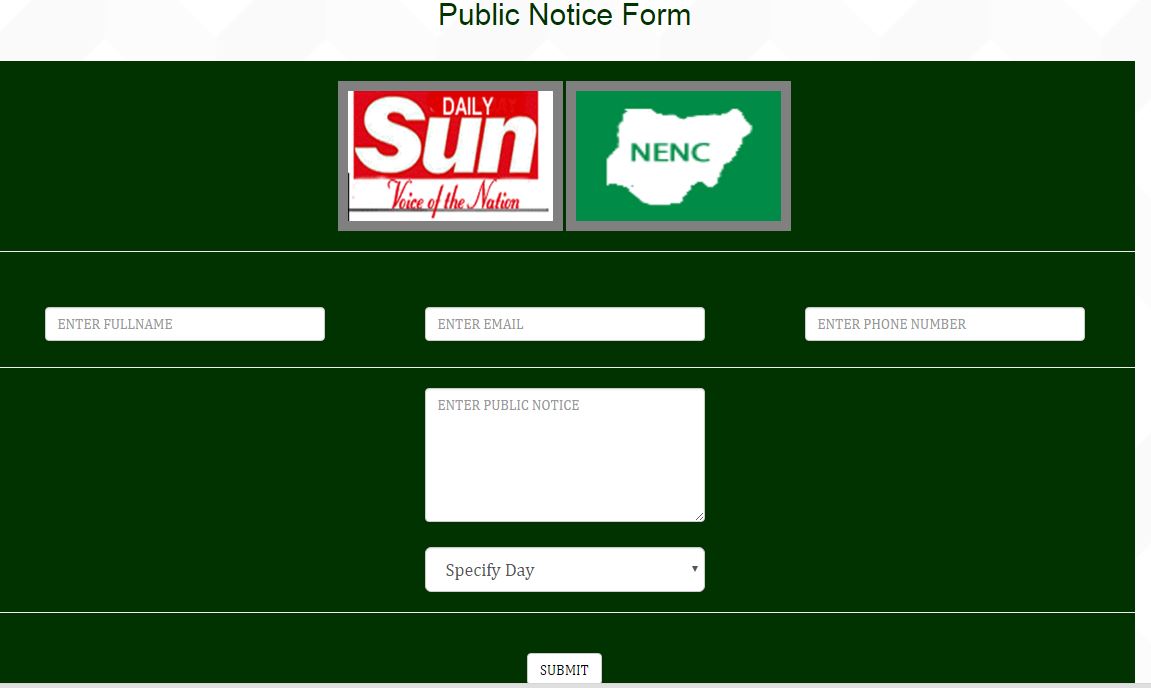 Public Notice Form
DAILY
Sun
Voice of the Nation
NENC
ENTER FULLNAME
ENTER EMAIL
ENTER PHONE NUMBER
ENTER PUBLIC NOTICE
Specify Day
SUBMIT